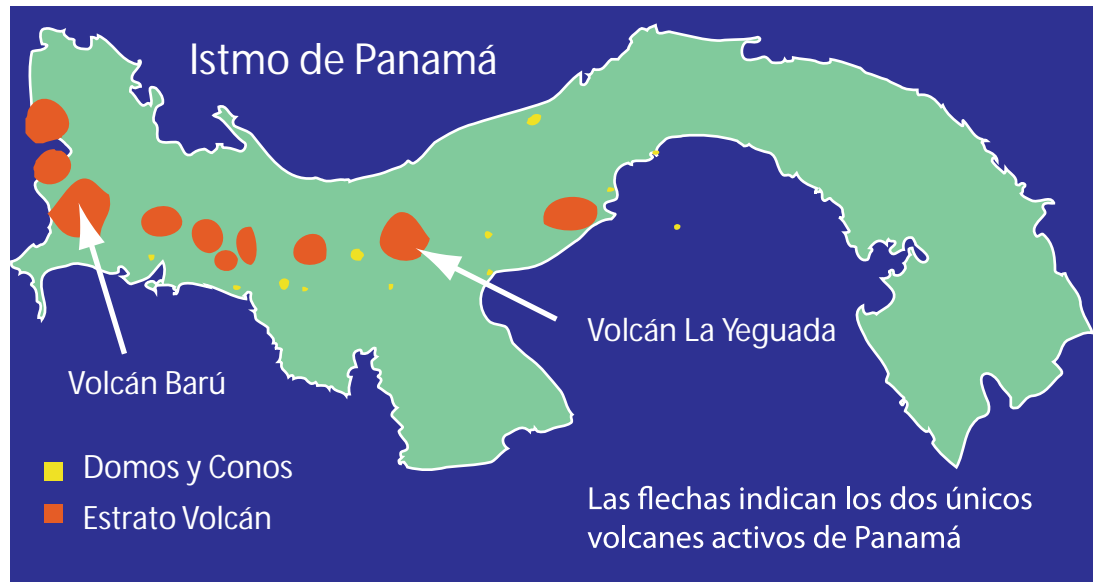 Istmo de Panamá
Volcán La Yeguada
Volcán Barú
Domos y Conos
Estrato Volcán
Las flechas indican los dos únicos
volcanes activos de Panamá